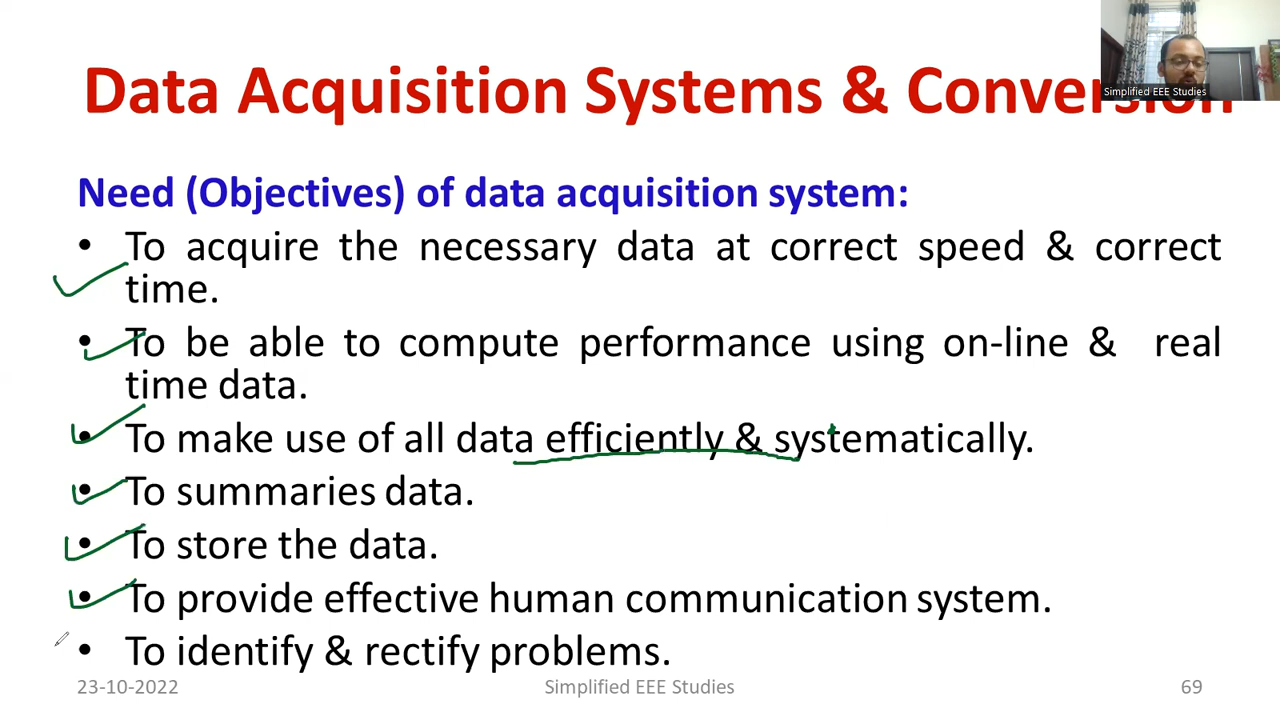 Data Acquisition Systems & Conversion
Simplified EEE Studies
Need (Objectives) of data acquisition system:
• To acquire the necessary data at correct speed & correct
time.
• To be able to compute performance using on-line & real
time data.
• To make use of all data efficiently & systematically.
• To summaries data.
• To store the data.
• To provide effective human communication system.
• To identify & rectify problems.
23-10-2022 Simplified EEE Studies 69